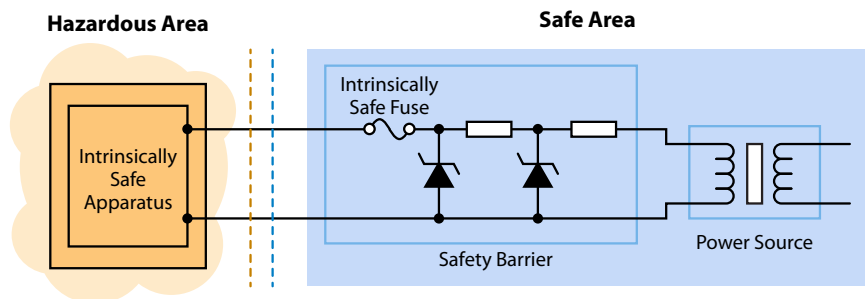 Hazardous Area
Safe Area
Intrinsically
Safe Fuse
Intrinsically
Safe
Apparatus
Power Source
Safety Barrier